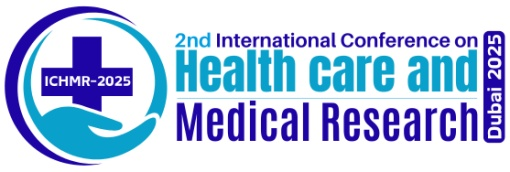 ICHMR-2025
2nd International Conference on
Health care and
Medical Research
Dubai 2025